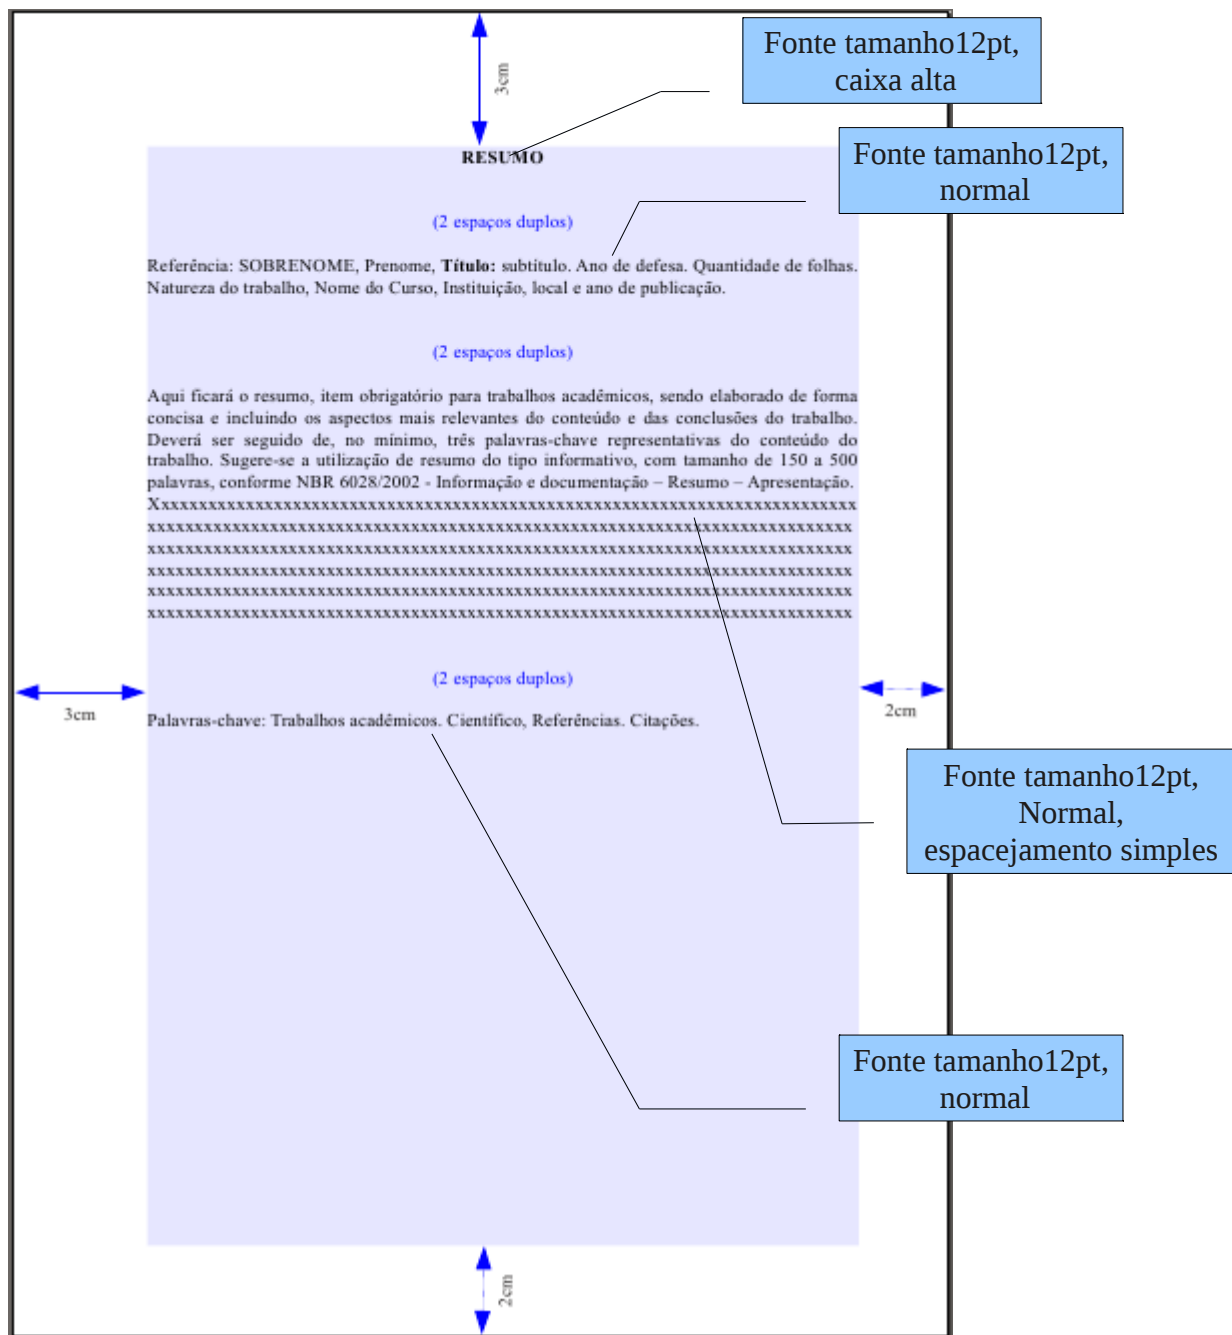 Fonte tamanho12pt,
caixa alta
3cm
RESUMO
Fonte tamanho12pt,
normal
(2 espaços duplos)
Referência: SOBRENOME, Prenome, Título: subtítulo. Ano de defesa. Quantidade de folhas.
Natureza do trabalho, Nome do Curso, Instituição, local e ano de publicação.
(2 espaços duplos)
Aqui ficará o resumo, item obrigatório para trabalhos acadêmicos, sendo elaborado de forma
concisa e incluindo os aspectos mais relevantes do conteúdo e das conclusões do trabalho.
Deverá ser seguido de, no mínimo, três palavras-chave representativas do conteúdo do
trabalho. Sugere-se a utilização de resumo do tipo informativo, com tamanho de 150 a 500
palavras, conforme NBR 6028/2002 - Informação e documentação – Resumo – Apresentação.
Xxxxxxxxxxxxxxxxxxxxxxxxxxxxxxxxxxxxxxxxxxxxxxxxxxxxxxxxxxxxxxxxxxxxxxxxxx
xxxxxxxxxxxxxxxxxxxxxxxxxxxxxxxxxxxxxxxxxxxxxxxxxxxxxxxxxxxxxxxxxxxxxxxxxxx
xxxxxxxxxxxxxxxxxxxxxxxxxxxxxxxxxxxxxxxxxxxxxxxxxxxxxxxxxxxxxxxxxxxxxxxxxxx
xxxxxxxxxxxxxxxxxxxxxxxxxxxxxxxxxxxxxxxxxxxxxxxxxxxxxxxxxxxxxxxxxxxxxxxxxxx
xxxxxxxxxxxxxxxxxxxxxxxxxxxxxxxxxxxxxxxxxxxxxxxxxxxxxxxxxxxxxxxxxxxxxxxxxxx
xxxxxxxxxxxxxxxxxxxxxxxxxxxxxxxxxxxxxxxxxxxxxxxxxxxxxxxxxxxxxxxxxxxxxxxxxxx
(2 espaços duplos)
3cm
2cm
Palavras-chave: Trabalhos acadêmicos. Científico, Referências. Citações.
Fonte tamanho12pt,
Normal,
espacejamento simples
Fonte tamanho12pt,
normal
2cm